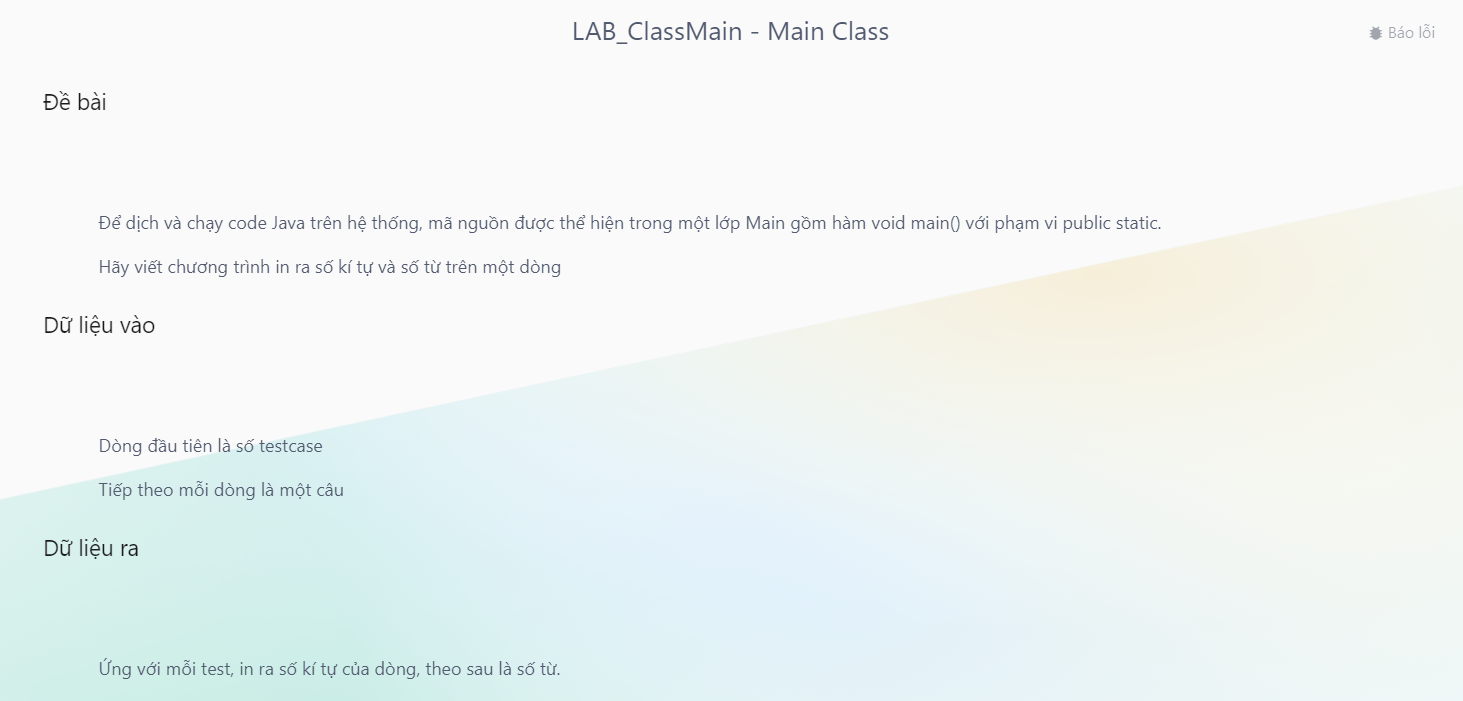 LAB_ClassMain - Main Class
Báo lỗi
Đề bài
Để dịch và chạy code Java trên hệ thống, mã nguồn được thể hiện trong một lớp Main gồm hàm void main() với phạm vi public static.
Hãy viết chương trình in ra số kí tự và số từ trên một dòng
Dữ liệu vào
Dòng đầu tiên là số testcase
Tiếp theo mỗi dòng là một câu
Dữ liệu ra
Ứng với mỗi test, in ra số kí tự của dòng, theo sau là số từ.